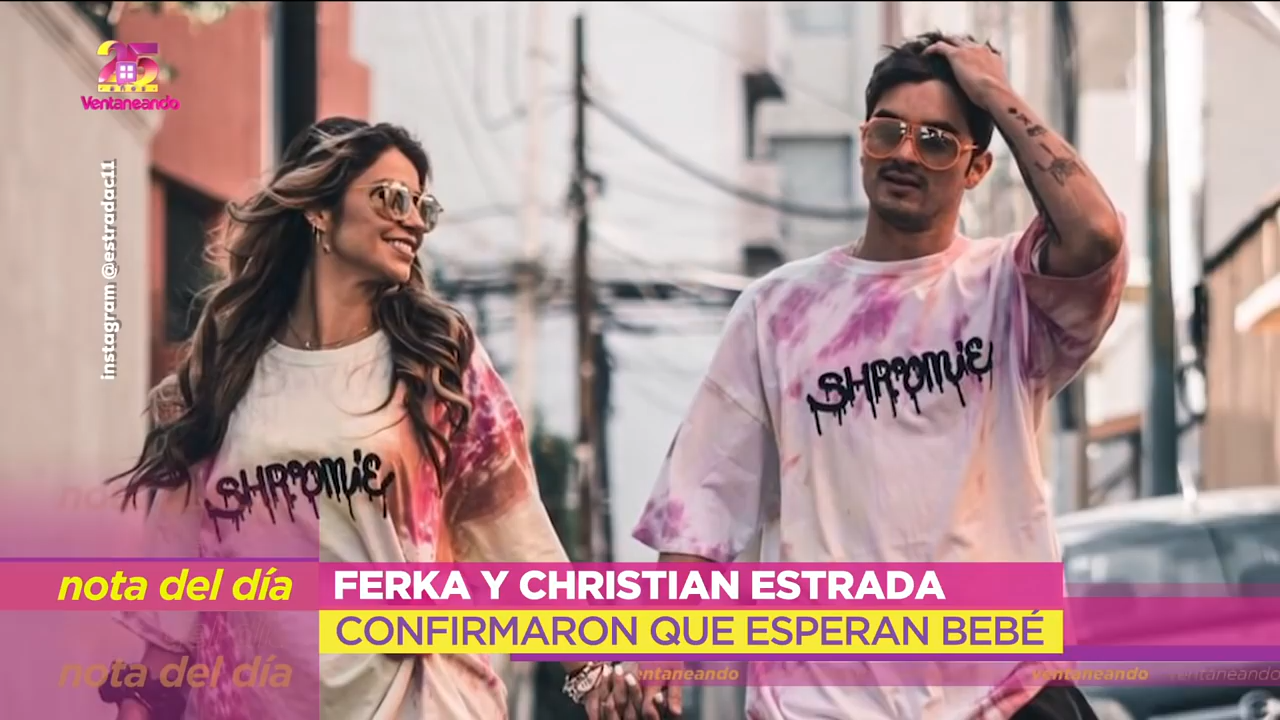 25
años
Ventaneando
instagram @estradac11
SHROOMIE
SHROOMIE
nota del día
FERKA Y CHRISTIAN ESTRADA
CONFIRMARON QUE ESPERAN BEBÉ
nota del día
ventaneando
ventaneando
ventaneando